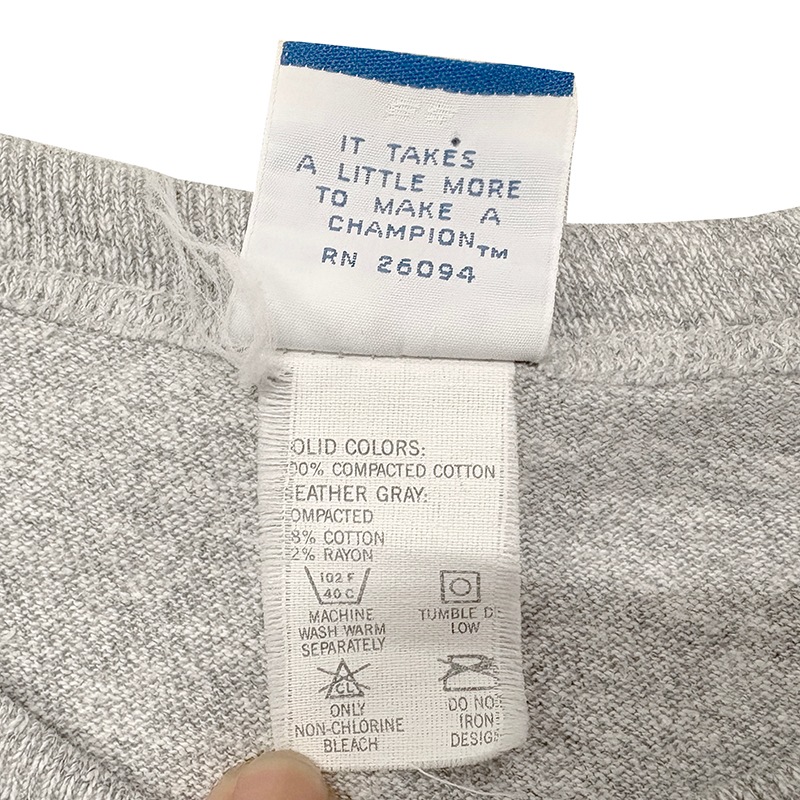 IT TAKES
A LITTLE MORE
TO MAKE A
CHAMPION™
RN 26094
OLID COLORS:
00% COMPACTED COTTON
EATHER GRAY:
OMPACTED
8% COTTON
2% RAYON
102 F
40 C
MACHINE
WASH WARM
SEPARATELY
TUMBLE D
LOW
CL
ONLY
NON-CHLORINE
BLEACH
DO NO
IRON
DESIG